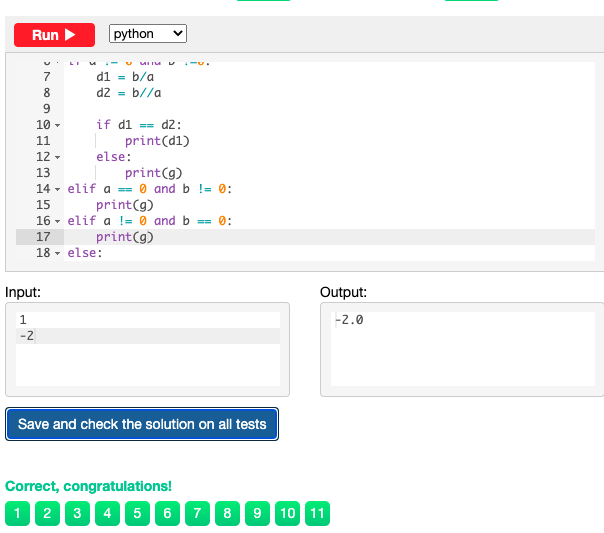 Run
python
7 d1 = b/a
8 d2 = b//a
9
10 if d1 == d2:
11 print(d1)
12 else:
13 print(g)
14 elif a == 0 and b != 0:
15 print(g)
16 elif a != 0 and b == 0:
17 print(g)
18 else:
Input:
1
-2
Output:
-2.0
Save and check the solution on all tests
Correct, congratulations!
1 2 3 4 5 6 7 8 9 10 11